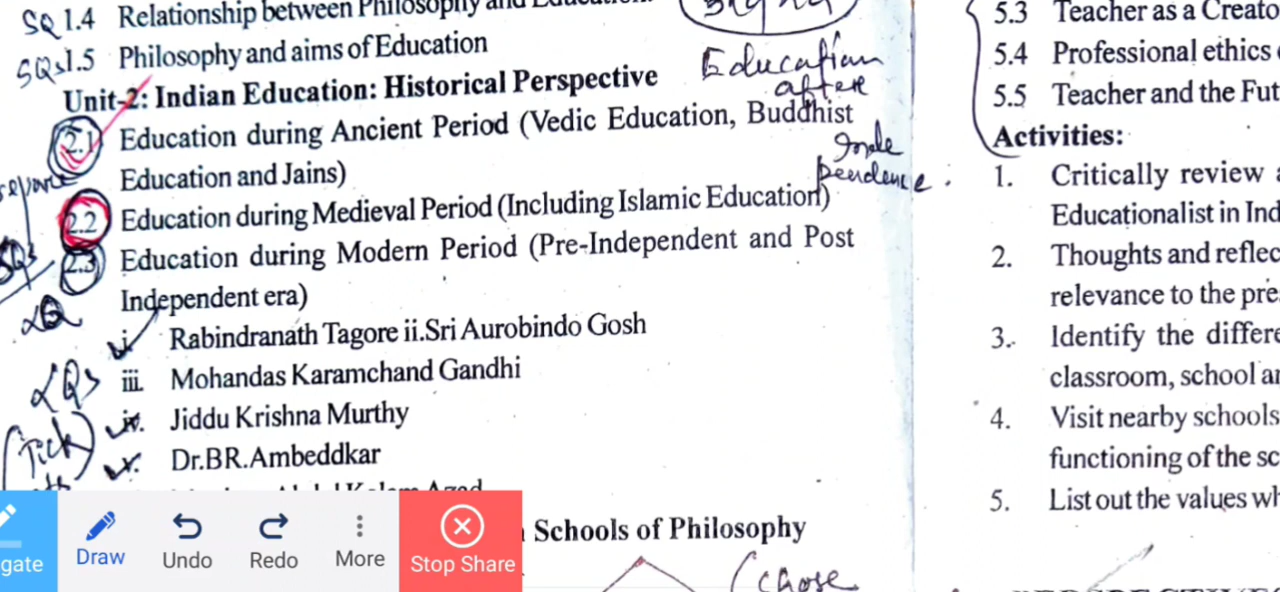 SQ 1.4 Relationship between Philosophy and Education
SQs 1.5 Philosophy and aims of Education
Unit-2: Indian Education: Historical Perspective
Education after Independence.
2.1 Education during Ancient Period (Vedic Education, Buddhist
Education and Jains)
2.2 Education during Medieval Period (Including Islamic Education)
2.3 Education during Modern Period (Pre-Independent and Post
Independent era)
LQ
i Rabindranath Tagore ii.Sri Aurobindo Gosh
LQs iii. Mohandas Karamchand Gandhi
iv. Jiddu Krishna Murthy
(Tick)
v. Dr.BR.Ambeddkar
Schools of Philosophy
(chose
5.3 Teacher as a Creato
5.4 Professional ethics
5.5 Teacher and the Fut
Activities:
1. Critically review
Educationalist in Ind
2. Thoughts and reflec
relevance to the pre
3. Identify the differe
classroom, school an
4. Visit nearby schools
functioning of the sc
5. List out the values wh
gate
Draw
Undo
Redo
More
Stop Share